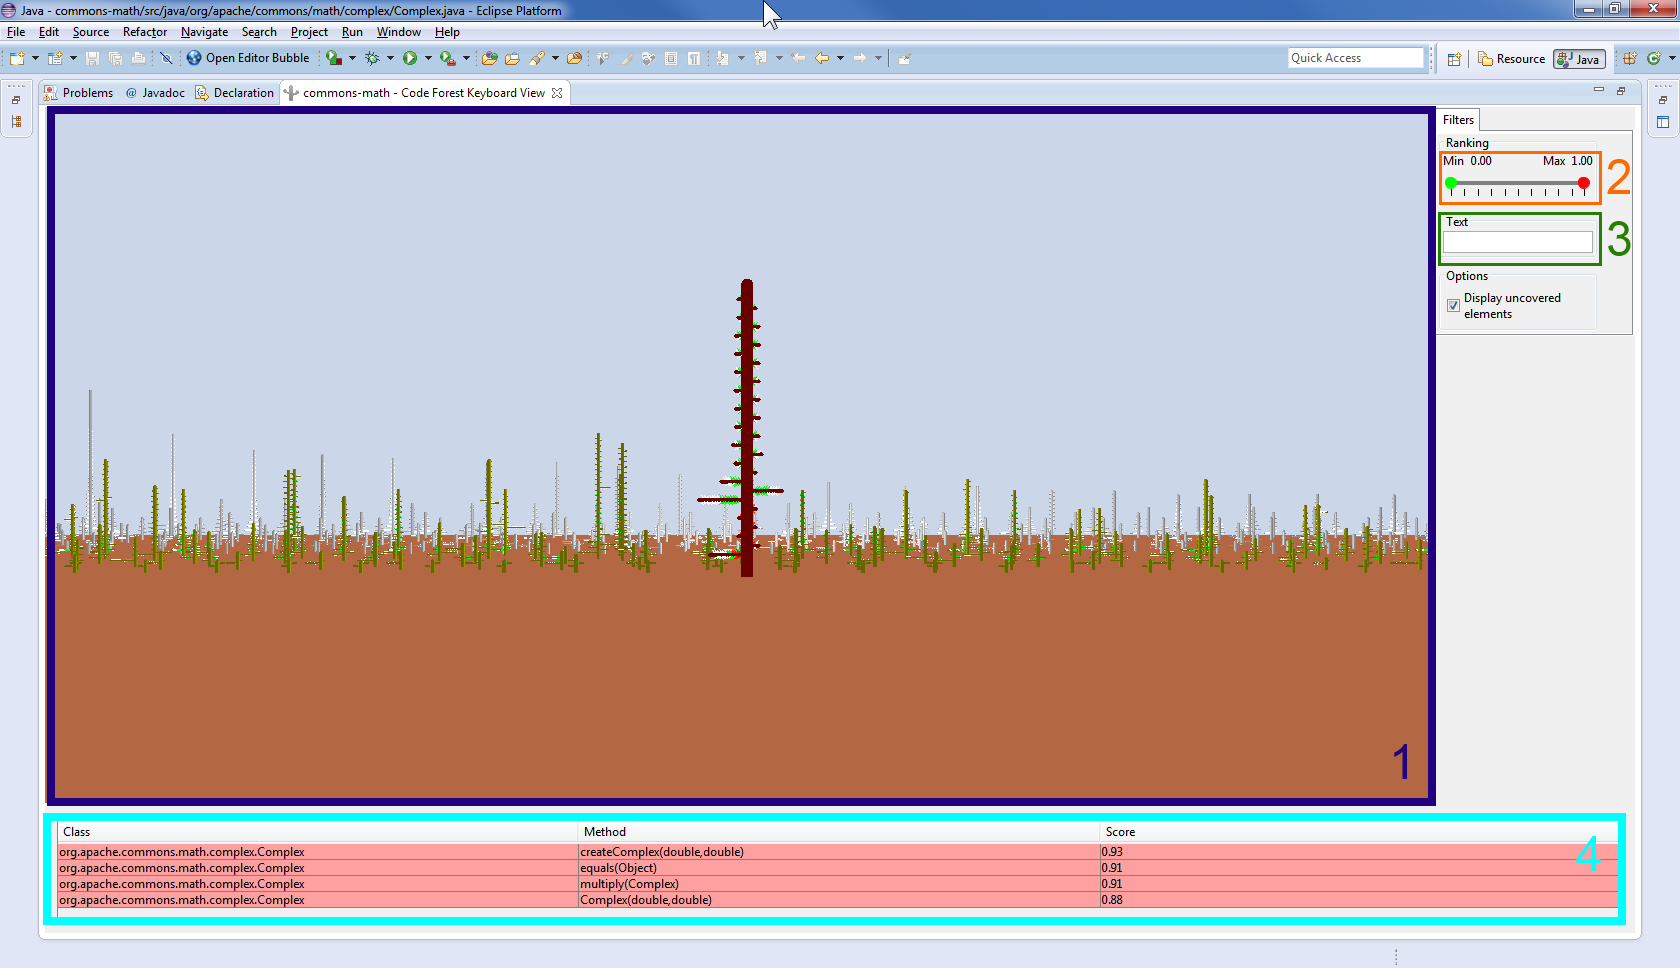 Java - commons-math/src/java/org/apache/commons/math/complex/Complex.java - Eclipse Platform
File Edit Source Refactor Navigate Search Project Run Window Help
Open Editor Bubble Quick Access Resource Java
Problems @ Javadoc Declaration commons-math - Code Forest Keyboard View
Filters
Ranking
Min 0.00 Max 1.00
2
Text
3
Options
Display uncovered
elements
1
Class Method Score
org.apache.commons.math.complex.Complex createComplex(double,double) 0.93
org.apache.commons.math.complex.Complex equals(Object) 0.91
org.apache.commons.math.complex.Complex multiply(Complex) 0.91
org.apache.commons.math.complex.Complex Complex(double,double) 0.88
4